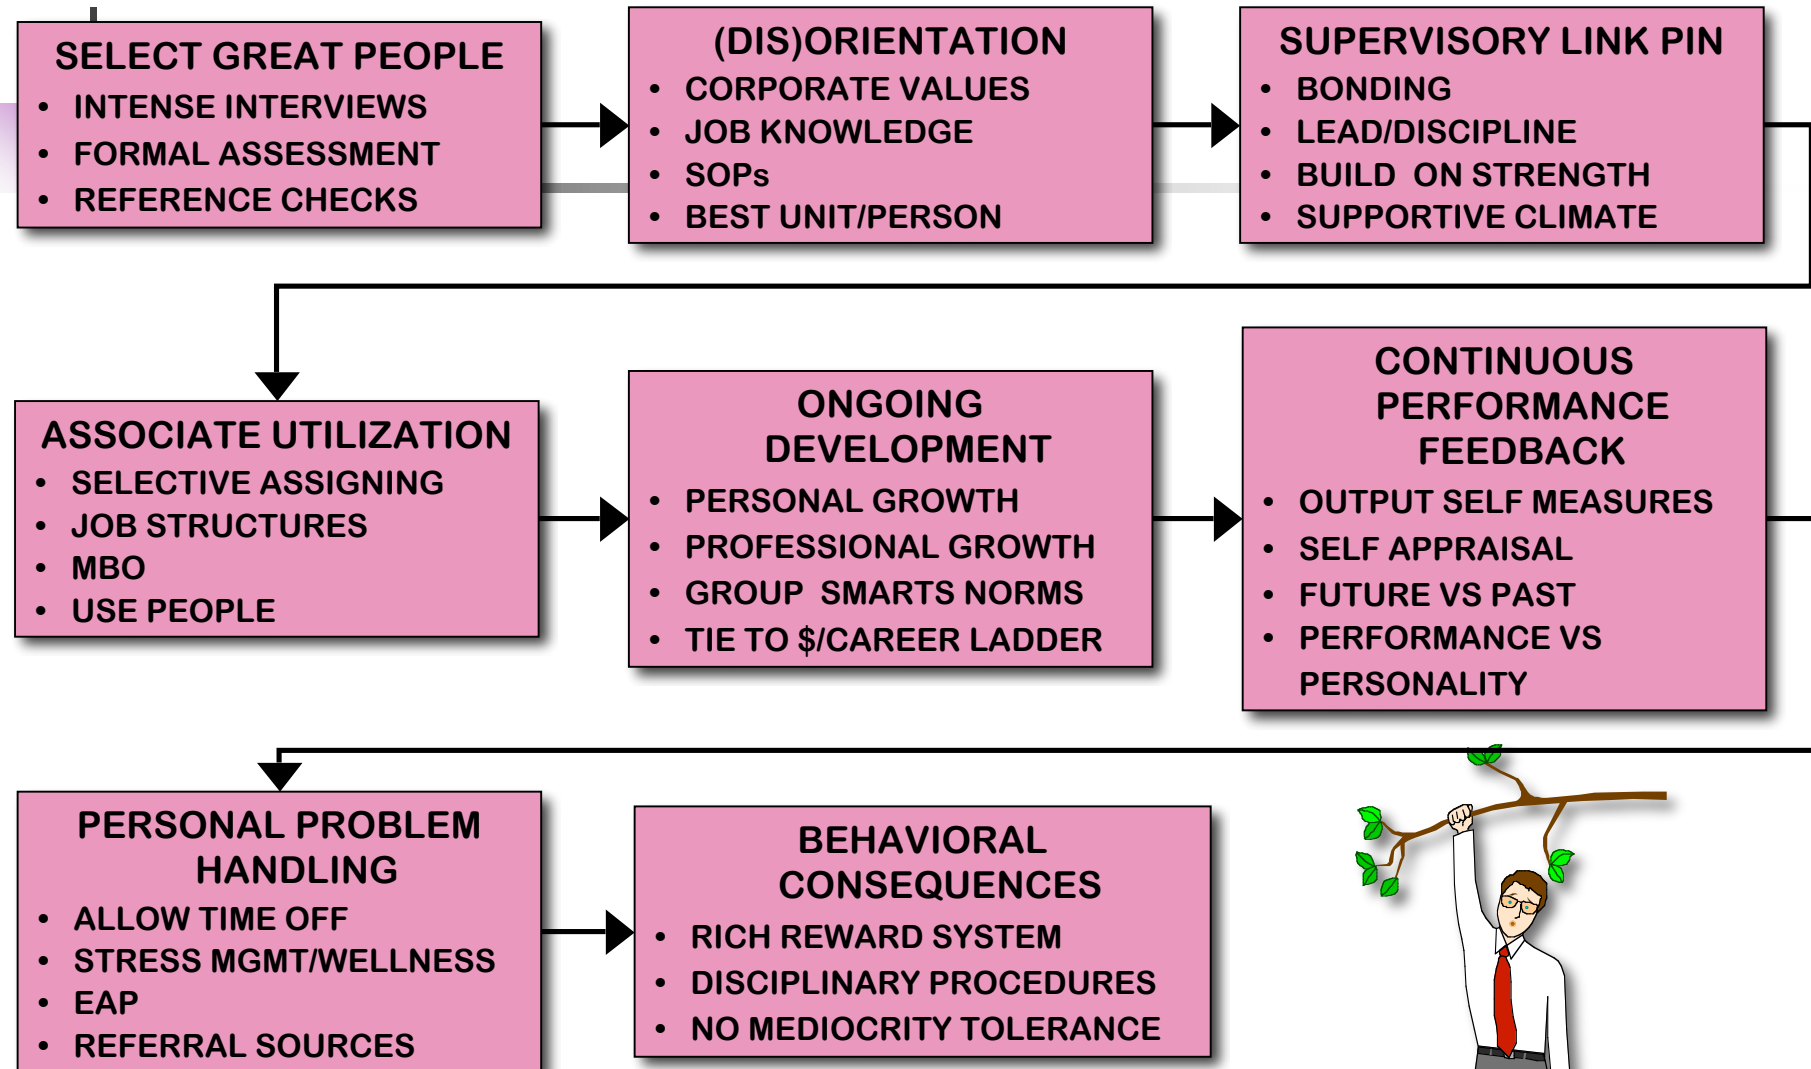 SELECT GREAT PEOPLE
• INTENSE INTERVIEWS
• FORMAL ASSESSMENT
• REFERENCE CHECKS
(DIS)ORIENTATION
• CORPORATE VALUES
• JOB KNOWLEDGE
• SOPs
• BEST UNIT/PERSON
SUPERVISORY LINK PIN
• BONDING
• LEAD/DISCIPLINE
• BUILD ON STRENGTH
• SUPPORTIVE CLIMATE
ASSOCIATE UTILIZATION
• SELECTIVE ASSIGNING
• JOB STRUCTURES
• MBO
• USE PEOPLE
ONGOING
DEVELOPMENT
• PERSONAL GROWTH
• PROFESSIONAL GROWTH
• GROUP SMARTS NORMS
• TIE TO $/CAREER LADDER
CONTINUOUS
PERFORMANCE
FEEDBACK
• OUTPUT SELF MEASURES
• SELF APPRAISAL
• FUTURE VS PAST
• PERFORMANCE VS
PERSONALITY
PERSONAL PROBLEM
HANDLING
• ALLOW TIME OFF
• STRESS MGMT/WELLNESS
• EAP
• REFERRAL SOURCES
BEHAVIORAL
CONSEQUENCES
• RICH REWARD SYSTEM
• DISCIPLINARY PROCEDURES
• NO MEDIOCRITY TOLERANCE